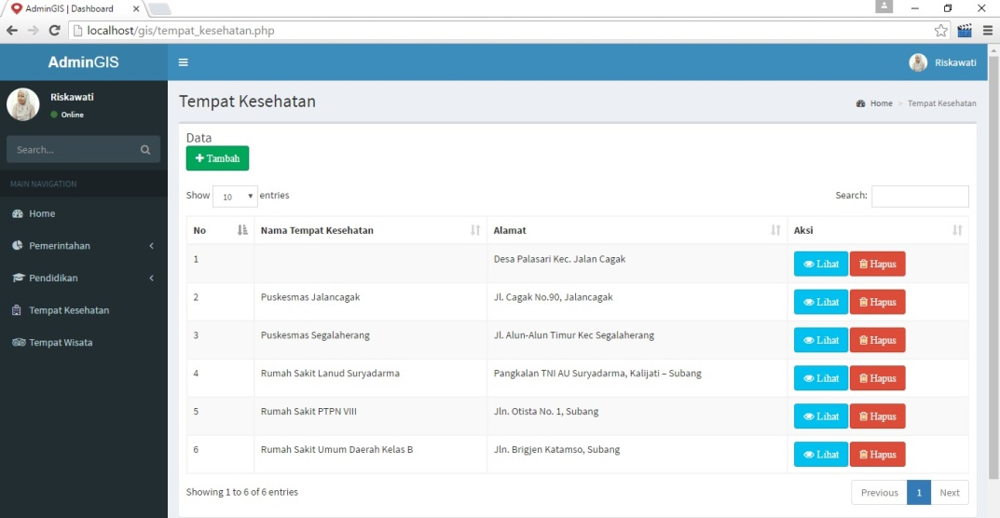 AdminGIS | Dashboard
localhost/gis/tempat_kesehatan.php
AdminGIS
Riskawati
Riskawati
Online
Search...
MAIN NAVIGATION
Home
Pemerintahan
Pendidikan
Tempat Kesehatan
Tempat Wisata
Tempat Kesehatan
Home > Tempat Kesehatan
Data
+ Tambah
Show 10 entries
Search:
No Nama Tempat Kesehatan Alamat Aksi
1 Desa Palasari Kec. Jalan Cagak Lihat Hapus
2 Puskesmas Jalancagak Jl. Cagak No.90, Jalancagak Lihat Hapus
3 Puskesmas Segalaherang Jl. Alun-Alun Timur Kec Segalaherang Lihat Hapus
4 Rumah Sakit Lanud Suryadarma Pangkalan TNI AU Suryadarma, Kalijati – Subang Lihat Hapus
5 Rumah Sakit PTPN VIII Jln. Otista No. 1, Subang Lihat Hapus
6 Rumah Sakit Umum Daerah Kelas B Jln. Brigjen Katamso, Subang Lihat Hapus
Showing 1 to 6 of 6 entries
Previous 1 Next